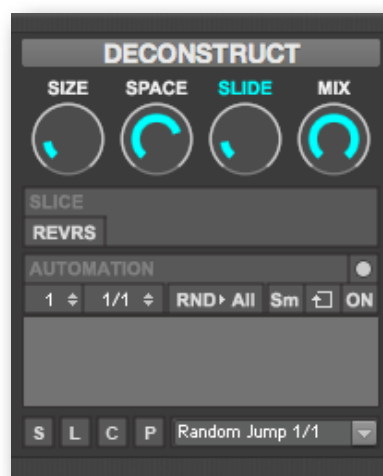 DECONSTRUCT
SIZE SPACE SLIDE MIX
SLICE
REVRS
AUTOMATION
1 1/1 RND All Sm ON
S L C P Random Jump 1/1